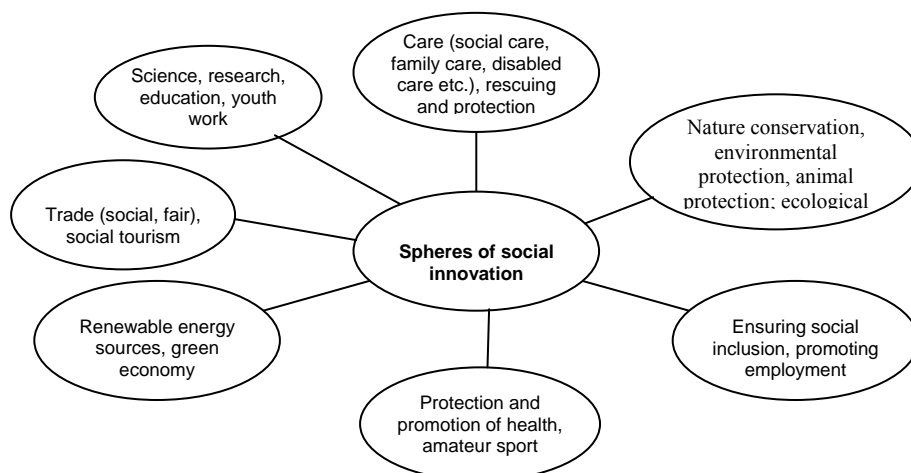 Care (social care,
family care, disabled
care etc.), rescuing
and protection
Science, research,
education, youth
work
Nature conservation,
environmental
protection, animal
protection; ecological
Trade (social, fair),
social tourism
Spheres of social
innovation
Renewable energy
sources, green
economy
Ensuring social
inclusion, promoting
employment
Protection and
promotion of health,
amateur sport